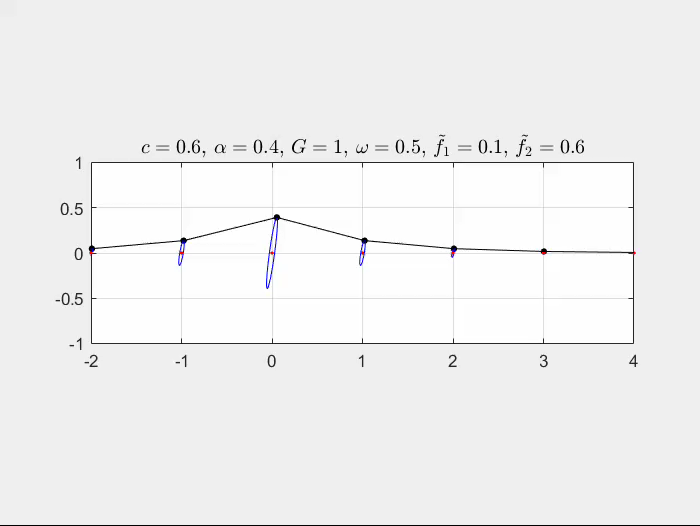 c = 0.6, α = 0.4, G = 1, ω = 0.5, f̃₁ = 0.1, f̃₂ = 0.6
1
0.5
0
-0.5
-1
-2 -1 0 1 2 3 4